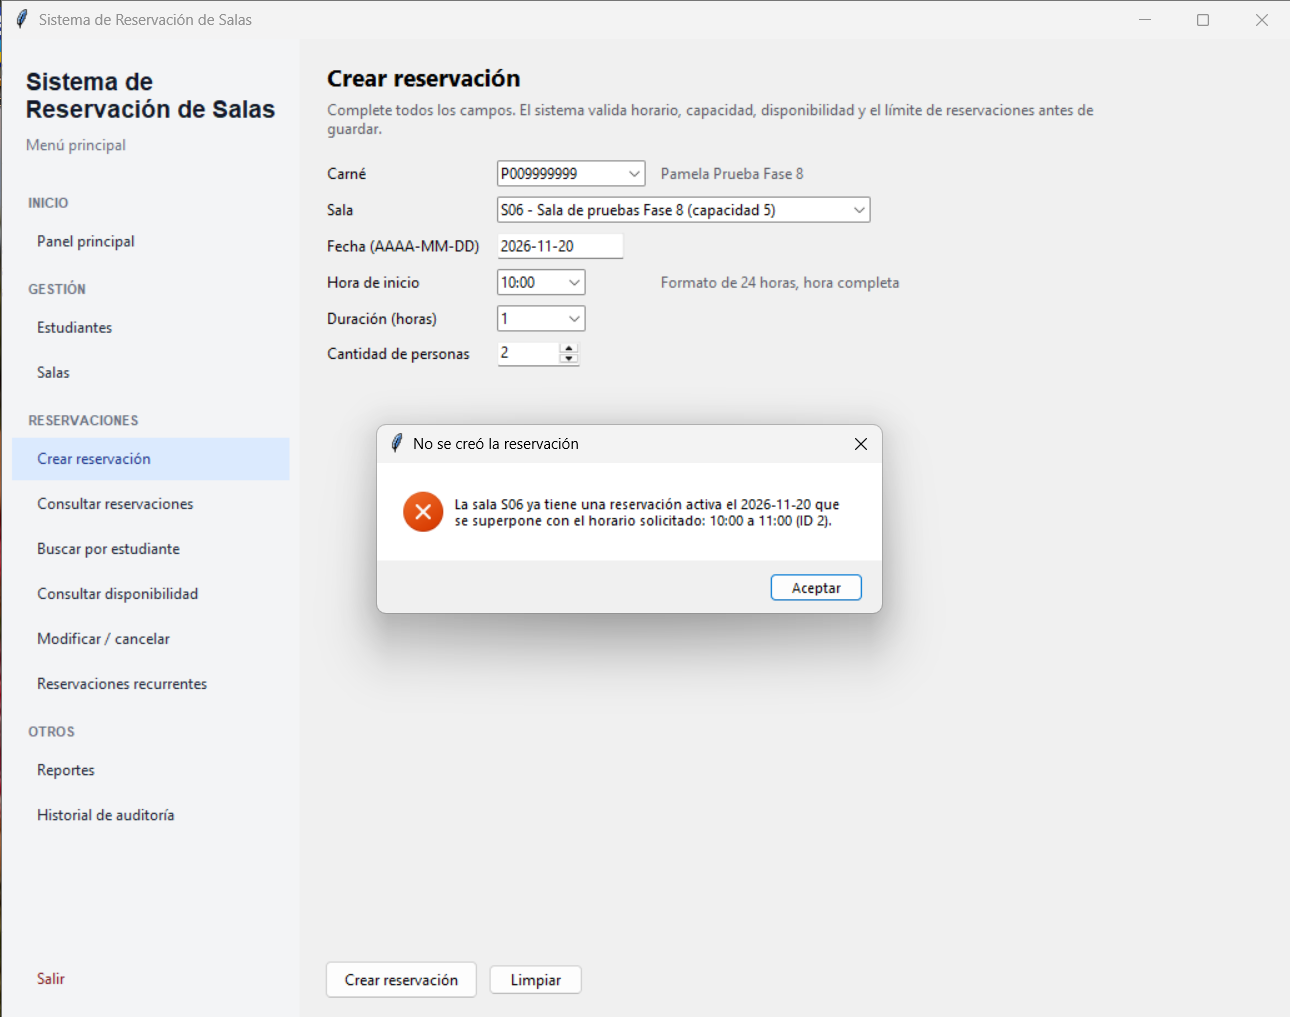 Sistema de Reservación de Salas
Sistema de
Reservación de Salas
Menú principal
INICIO
Panel principal
GESTIÓN
Estudiantes
Salas
RESERVACIONES
Crear reservación
Consultar reservaciones
Buscar por estudiante
Consultar disponibilidad
Modificar / cancelar
Reservaciones recurrentes
OTROS
Reportes
Historial de auditoría
Salir
Crear reservación
Complete todos los campos. El sistema valida horario, capacidad, disponibilidad y el límite de reservaciones antes de
guardar.
Carné P009999999 Pamela Prueba Fase 8
Sala S06 - Sala de pruebas Fase 8 (capacidad 5)
Fecha (AAAA-MM-DD) 2026-11-20
Hora de inicio 10:00 Formato de 24 horas, hora completa
Duración (horas) 1
Cantidad de personas 2
No se creó la reservación
La sala S06 ya tiene una reservación activa el 2026-11-20 que
se superpone con el horario solicitado: 10:00 a 11:00 (ID 2).
Aceptar
Crear reservación Limpiar